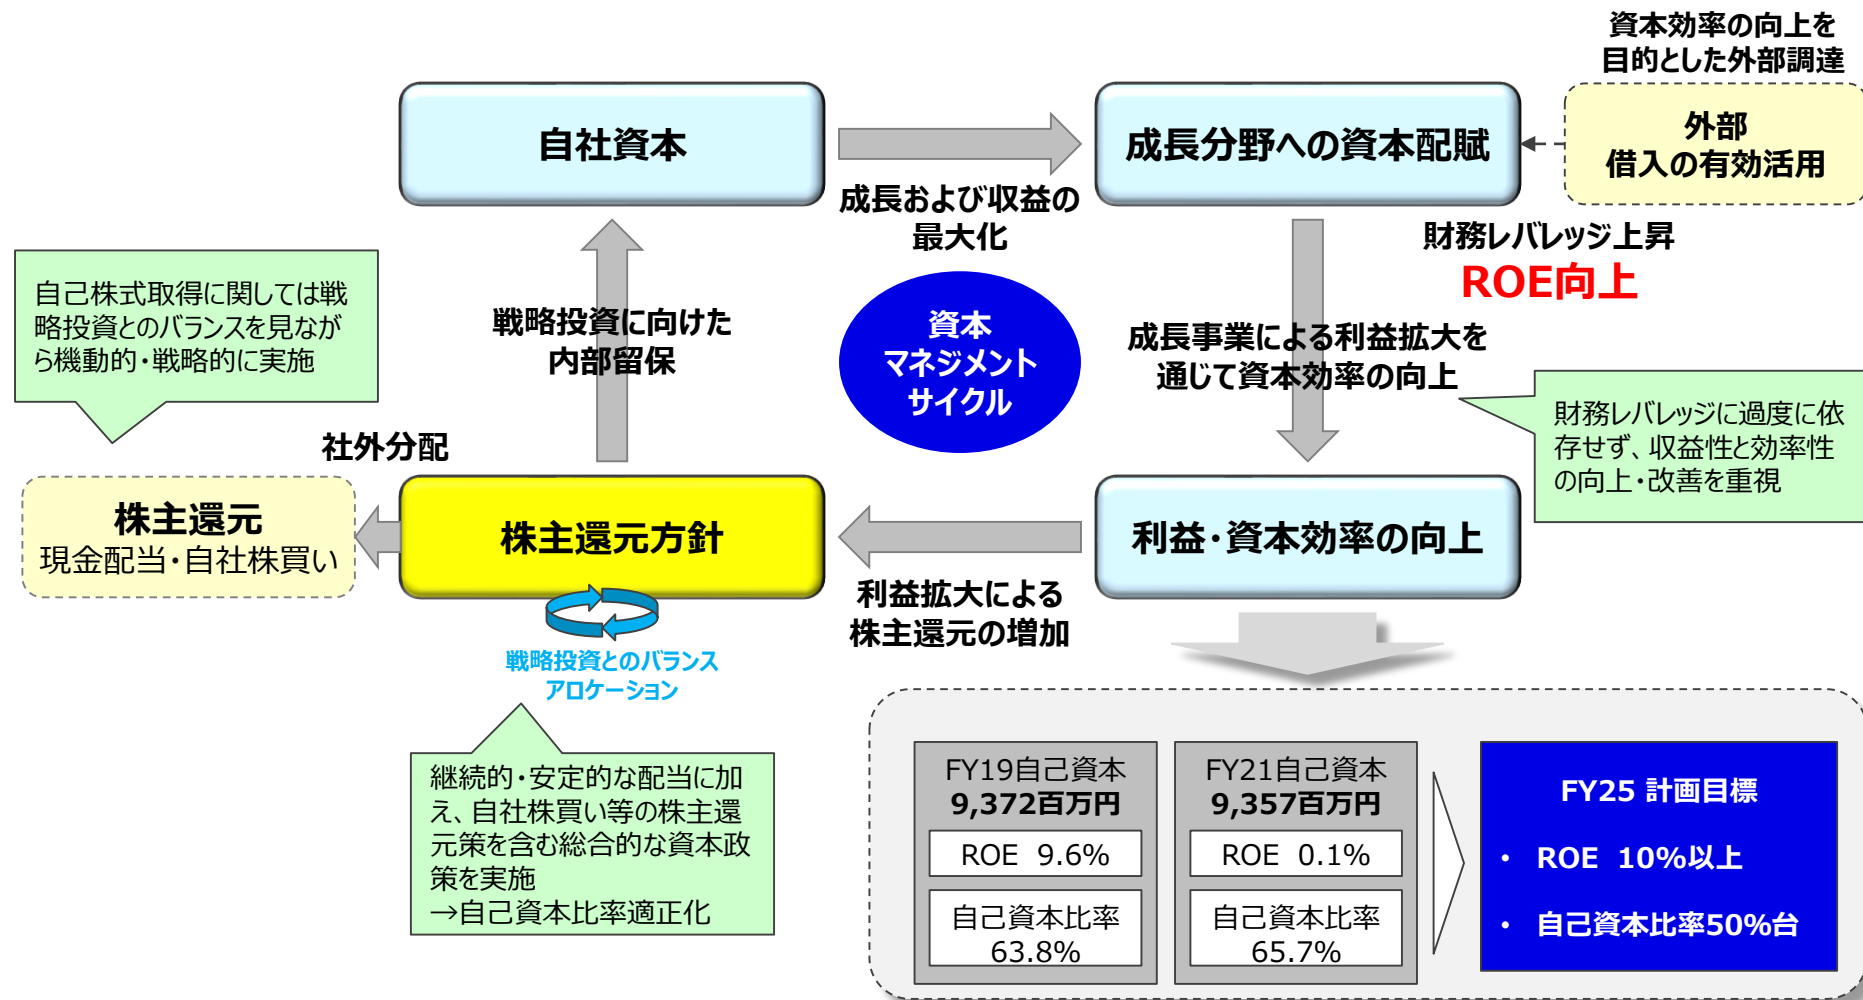 資本効率の向上を
目的とした外部調達
自社資本
成長分野への資本配賦
外部
借入の有効活用
成長および収益の
最大化
財務レバレッジ上昇
ROE向上
自己株式取得に関しては戦
略投資とのバランスを見なが
ら機動的・戦略的に実施
戦略投資に向けた
内部留保
資本
マネジメント
サイクル
成長事業による利益拡大を
通じて資本効率の向上
財務レバレッジに過度に依
存せず、収益性と効率性
の向上・改善を重視
社外分配
株主還元
現金配当・自社株買い
株主還元方針
利益・資本効率の向上
利益拡大による
株主還元の増加
戦略投資とのバランス
アロケーション
継続的・安定的な配当に加
え、自社株買い等の株主還
元策を含む総合的な資本政
策を実施
→自己資本比率適正化
FY19自己資本
9,372百万円
ROE 9.6%
自己資本比率
63.8%
FY21自己資本
9,357百万円
ROE 0.1%
自己資本比率
65.7%
FY25 計画目標
• ROE 10%以上
• 自己資本比率50%台